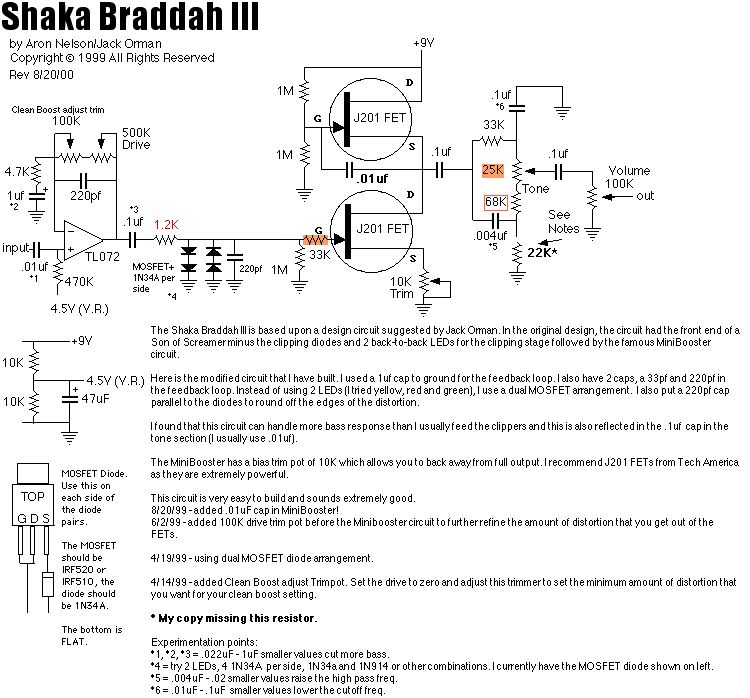 Shaka Braddah III
by Aron Nelson/Jack Orman
Copyright © 1999 All Rights Reserved
Rev 8/20/00
+9V
D
1M
G
J201 FET
S
1M
.01uf
.1uf
.1uf
*6
33K
25K
Tone
.1uf
Volume
100K
out
68K
.004uf
*5
See
Notes
22K*
Clean Boost adjust trim
100K
500K
Drive
4.7K
1uf
+
*2
220pf
*3
.1uf
1.2K
-
+
TL072
input
.01uf
*1
470K
4.5V (V.R.)
MOSFET+
1N34A per
side
*4
220pf
1M
33K
G
D
J201 FET
S
10K
Trim
+9V
10K
4.5V (V.R.)
10K
+
47uF
The Shaka Braddah III is based upon a design circuit suggested by Jack Orman. In the original design, the circuit had the front end of a
Son of Screamer minus the clipping diodes and 2 back-to-back LEDs for the clipping stage followed by the famous MiniBooster
circuit.
Here is the modified circuit that I have built. I used a 1uf cap to ground for the feedback loop. I also have 2 caps, a 33pf and 220pf in
the feedback loop. Instead of using 2 LEDs (I tried yellow, red and green), I use a dual MOSFET arrangement. I also put a 220pf cap
parallel to the diodes to round off the edges of the distortion.
I found that this circuit can handle more bass response than I usually feed the clippers and this is also reflected in the .1uf cap in the
tone section (I usually use .01uf).
The MiniBooster has a bias trim pot of 10K which allows you to back away from full output. I recommend J201 FETs from Tech America
as they are extremely powerful.
This circuit is very easy to build and sounds extremely good.
8/20/99 - added .01uF cap in MiniBooster!
6/2/99 - added 100K drive trim pot before the Minibooster circuit to further refine the amount of distortion that you get out of the
FETs.
4/19/99 - using dual MOSFET diode arrangement.
4/14/99 - added Clean Boost adjust Trimpot. Set the drive to zero and adjust this trimmer to set the minimum amount of distortion that
you want for your clean boost setting.
* My copy missing this resistor.
Experimentation points:
*1, *2, *3 = .022uF - 1uF smaller values cut more bass.
*4 = try 2 LEDs, 4 1N34A per side, 1N34a and 1N914 or other combinations. I currently have the MOSFET diode shown on left.
*5 = .004uF - .02 smaller values raise the high pass freq.
*6 = .01uF - .1uF smaller values lower the cutoff freq.
TOP
G D S
MOSFET Diode.
Use this on
each side of
the diode
pairs.
The MOSFET
should be
IRF520 or
IRF510, the
diode should
be 1N34A.
The bottom is
FLAT.